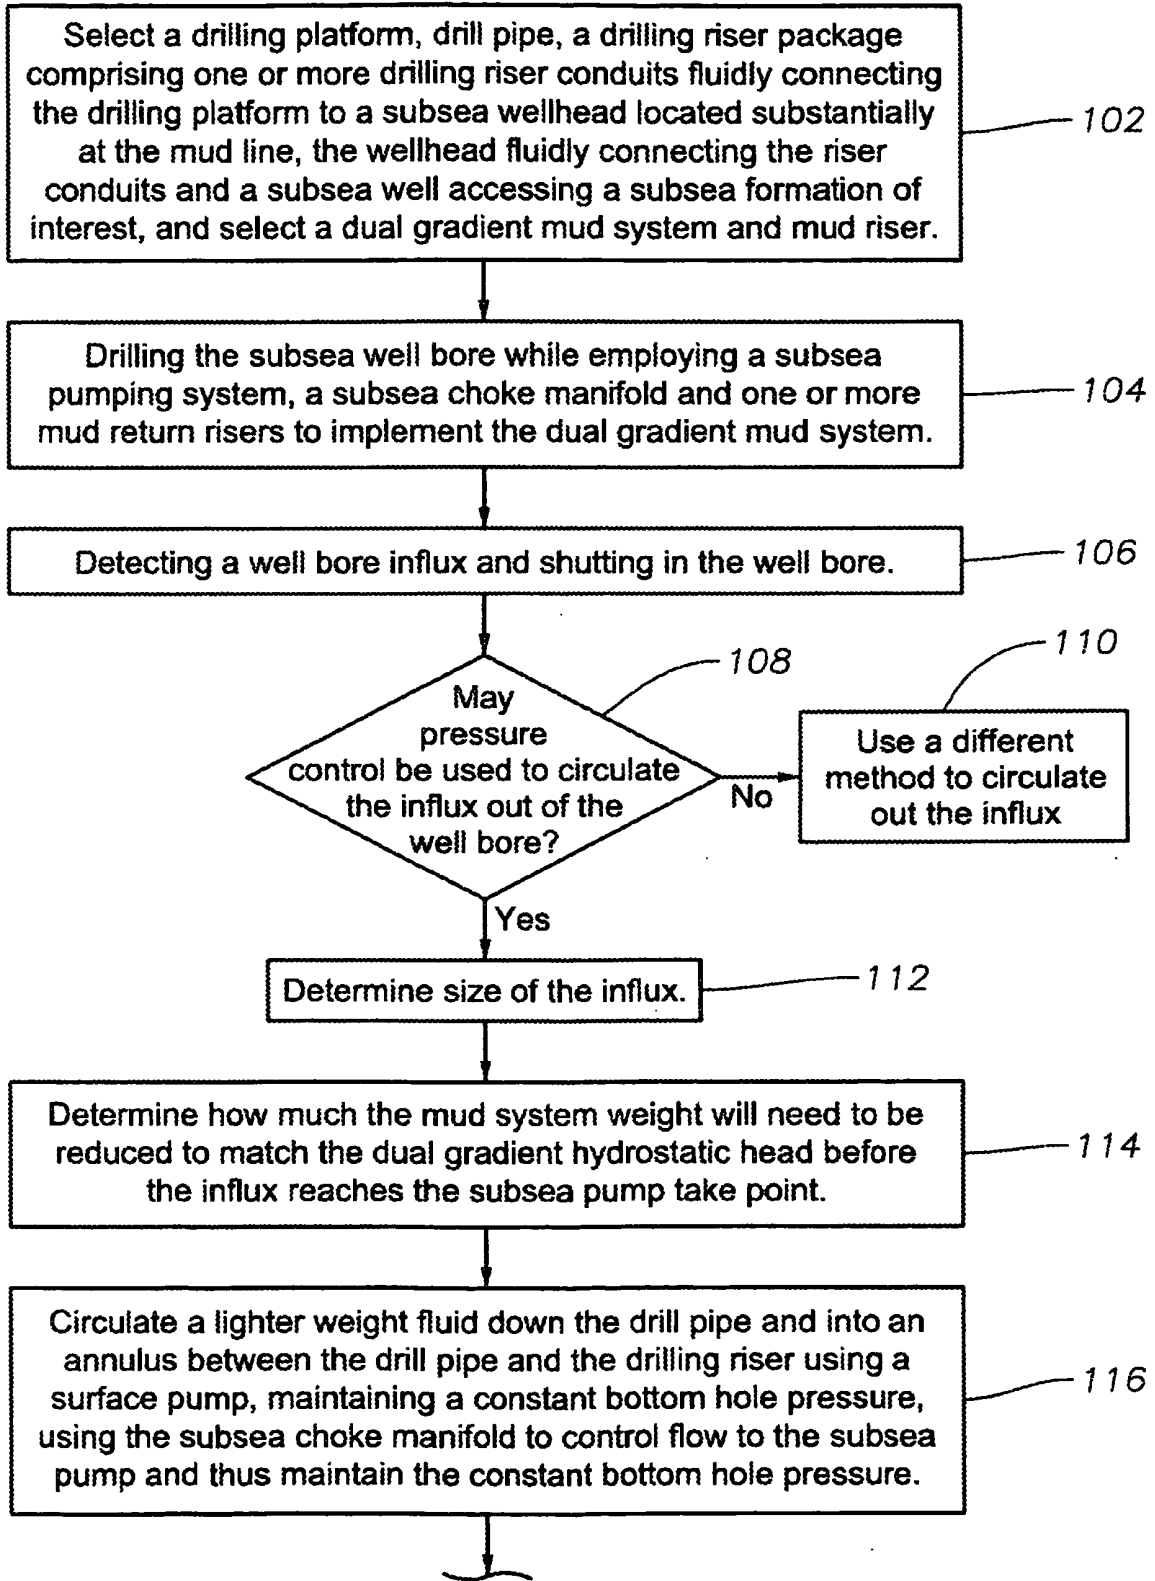 Select a drilling platform, drill pipe, a drilling riser package
comprising one or more drilling riser conduits fluidly connecting
the drilling platform to a subsea wellhead located substantially
at the mud line, the wellhead fluidly connecting the riser
conduits and a subsea well accessing a subsea formation of
interest, and select a dual gradient mud system and mud riser.
102
Drilling the subsea well bore while employing a subsea
pumping system, a subsea choke manifold and one or more
mud return risers to implement the dual gradient mud system.
104
Detecting a well bore influx and shutting in the well bore.
106
May
pressure
control be used to circulate
the influx out of the
well bore?
108
No
Use a different
method to circulate
out the influx
110
Yes
Determine size of the influx.
112
Determine how much the mud system weight will need to be
reduced to match the dual gradient hydrostatic head before
the influx reaches the subsea pump take point.
114
Circulate a lighter weight fluid down the drill pipe and into an
annulus between the drill pipe and the drilling riser using a
surface pump, maintaining a constant bottom hole pressure,
using the subsea choke manifold to control flow to the subsea
pump and thus maintain the constant bottom hole pressure.
116